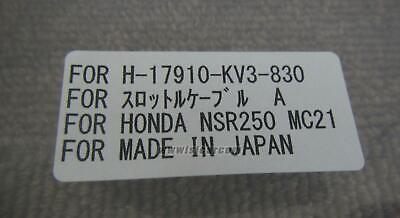 FOR H-17910-KV3-830
FOR ｽﾛｯﾄﾙｹｰﾌﾞﾙ A
FOR HONDA NSR250 MC21
FOR MADE IN JAPAN